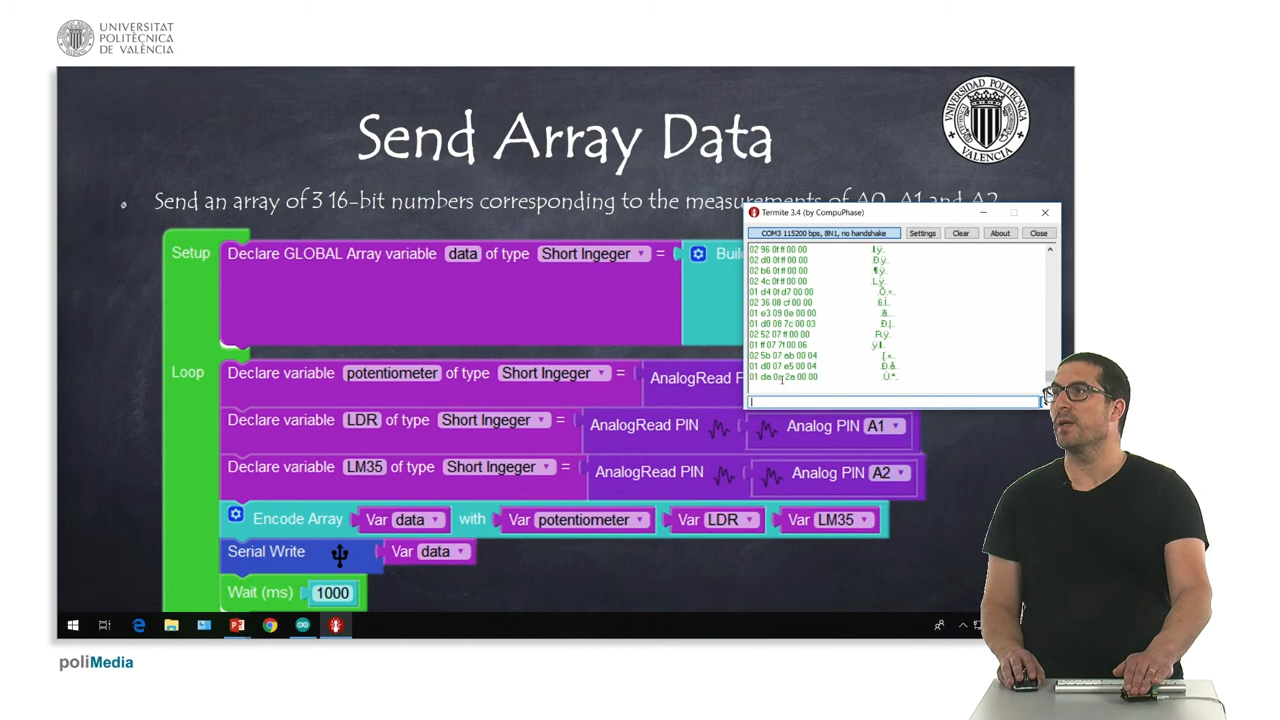 UNIVERSITAT
POLITÈCNICA
DE VALÈNCIA
UNIVERSIDAD POLITECNICA
VALENCIA
Send Array Data
Send an array of 3 16-bit numbers corresponding to the measurements of A0, A1 and A2
Termite 3.4 (by CompuPhase)
COM3 115200 bps, 8N1, no handshake
Settings
Clear
About
Close
02 96 0f ff 00 00
02 d0 0f ff 00 00
02 b6 0f ff 00 00
02 4c 0f ff 00 00
01 d4 0f d7 00 00
02 36 08 cf 00 00
01 e3 09 0e 00 00
01 d0 08 7c 00 03
02 52 07 ff 00 00
01 ff 07 7f 00 06
02 5b 07 ab 00 04
01 d0 07 e5 00 04
01 da 0c 2a 00 00
Setup
Declare GLOBAL Array variable data of type Short Ingeger =
Loop
Declare variable potentiometer of type Short Ingeger =
AnalogRead
Declare variable LDR of type Short Ingeger = AnalogRead PIN Analog PIN A1
Declare variable LM35 of type Short Ingeger = AnalogRead PIN Analog PIN A2
Encode Array Var data with Var potentiometer Var LDR Var LM35
Serial Write Var data
Wait (ms) 1000
poliMedia